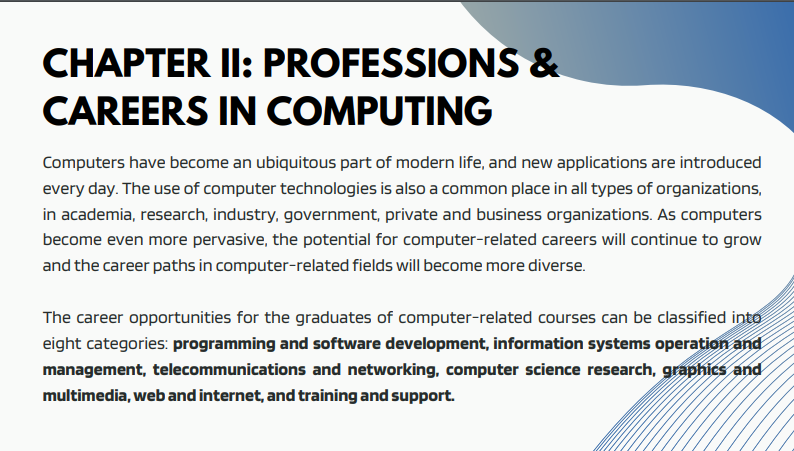 CHAPTER II: PROFESSIONS &
CAREERS IN COMPUTING
Computers have become an ubiquitous part of modern life, and new applications are introduced
every day. The use of computer technologies is also a common place in all types of organizations,
in academia, research, industry, government, private and business organizations. As computers
become even more pervasive, the potential for computer-related careers will continue to grow
and the career paths in computer-related fields will become more diverse.
The career opportunities for the graduates of computer-related courses can be classified into
eight categories: programming and software development, information systems operation and
management, telecommunications and networking, computer science research, graphics and
multimedia, web and internet, and training and support.